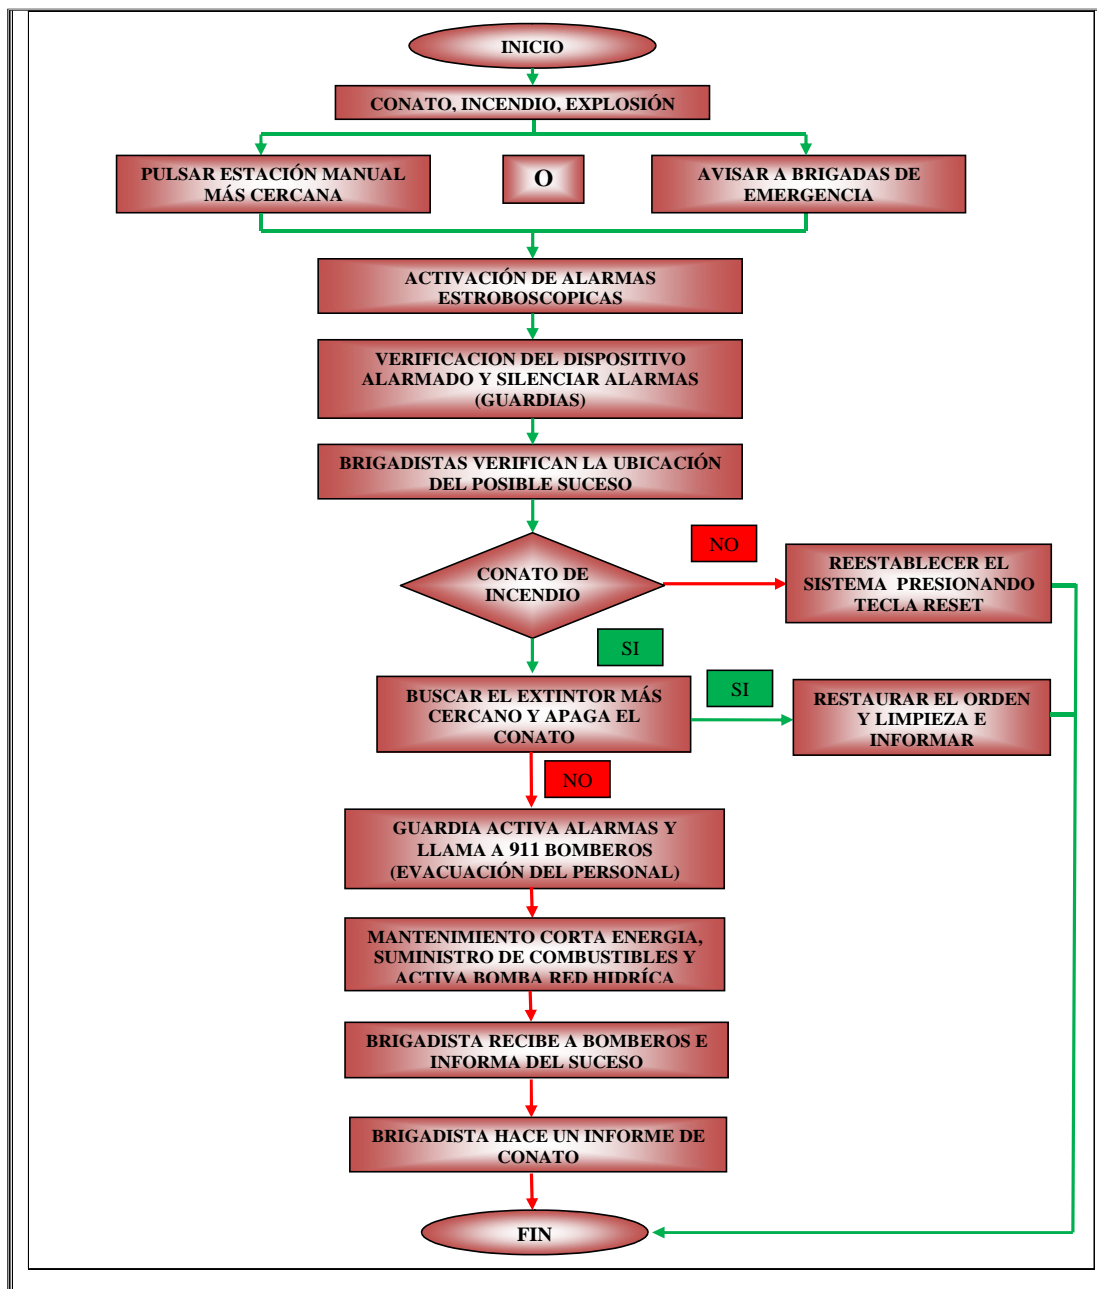 INICIO
CONATO, INCENDIO, EXPLOSIÓN
PULSAR ESTACIÓN MANUAL
MÁS CERCANA
O
AVISAR A BRIGADAS DE
EMERGENCIA
ACTIVACIÓN DE ALARMAS
ESTROBOSCOPICAS
VERIFICACION DEL DISPOSITIVO
ALARMADO Y SILENCIAR ALARMAS
(GUARDIAS)
BRIGADISTAS VERIFICAN LA UBICACIÓN
DEL POSIBLE SUCESO
CONATO DE
INCENDIO
NO
REESTABLECER EL
SISTEMA PRESIONANDO
TECLA RESET
SI
BUSCAR EL EXTINTOR MÁS
CERCANO Y APAGA EL
CONATO
SI
RESTAURAR EL ORDEN
Y LIMPIEZA E
INFORMAR
NO
GUARDIA ACTIVA ALARMAS Y
LLAMA A 911 BOMBEROS
(EVACUACIÓN DEL PERSONAL)
MANTENIMIENTO CORTA ENERGIA,
SUMINISTRO DE COMBUSTIBLES Y
ACTIVA BOMBA RED HIDRÍCA
BRIGADISTA RECIBE A BOMBEROS E
INFORMA DEL SUCESO
BRIGADISTA HACE UN INFORME DE
CONATO
FIN